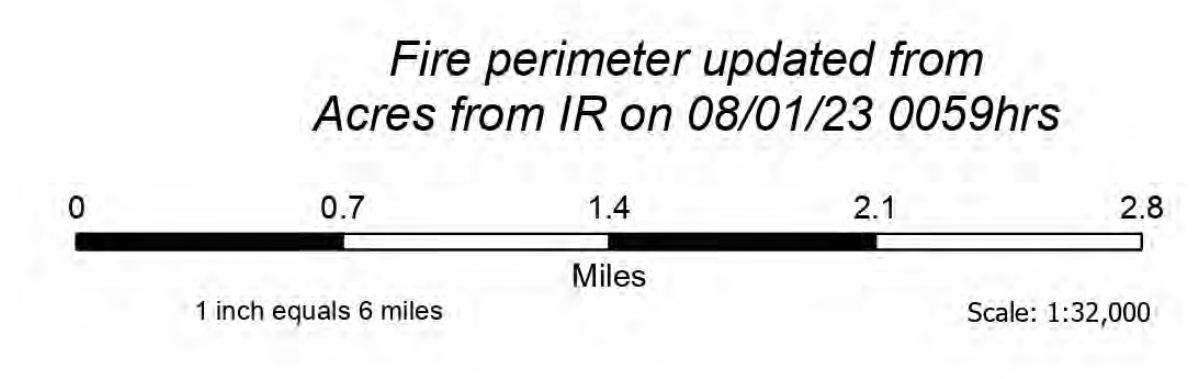 Fire perimeter updated from
Acres from IR on 08/01/23 0059hrs
0 0.7 1.4 2.1 2.8
Miles
1 inch equals 6 miles Scale: 1:32,000